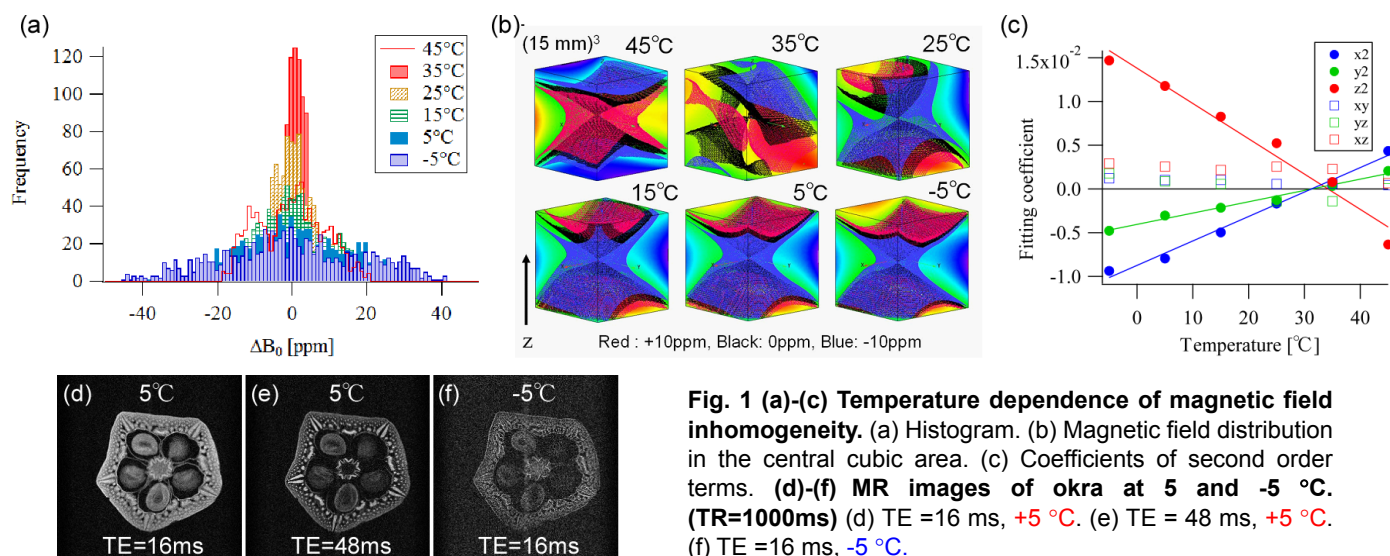 (a)
120
100
80
60
40
20
0
Frequency
-40
-20
0
20
40
ΔB₀ [ppm]
45°C
35°C
25°C
15°C
5°C
-5°C
(b)
(15 mm)³
45℃
35℃
25℃
15℃
5℃
-5℃
z
Red : +10ppm, Black: 0ppm, Blue: -10ppm
(c)
1.5x10⁻²
1.0
0.5
0.0
-0.5
-1.0
Fitting coefficient
0
10
20
30
40
Temperature [℃]
x2
y2
z2
xy
yz
xz
(d)
5℃
TE=16ms
(e)
5℃
TE=48ms
(f)
-5℃
TE=16ms
Fig. 1 (a)-(c) Temperature dependence of magnetic field
inhomogeneity. (a) Histogram. (b) Magnetic field distribution
in the central cubic area. (c) Coefficients of second order
terms. (d)-(f) MR images of okra at 5 and -5 °C.
(TR=1000ms) (d) TE =16 ms, +5 °C. (e) TE = 48 ms, +5 °C.
(f) TE =16 ms, -5 °C.